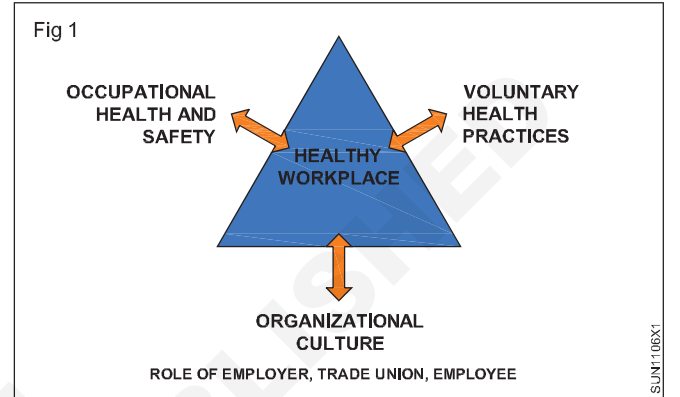 Fig 1
OCCUPATIONAL
HEALTH AND
SAFETY
VOLUNTARY
HEALTH
PRACTICES
HEALTHY
WORKPLACE
ORGANIZATIONAL
CULTURE
ROLE OF EMPLOYER, TRADE UNION, EMPLOYEE
SUN1106X1